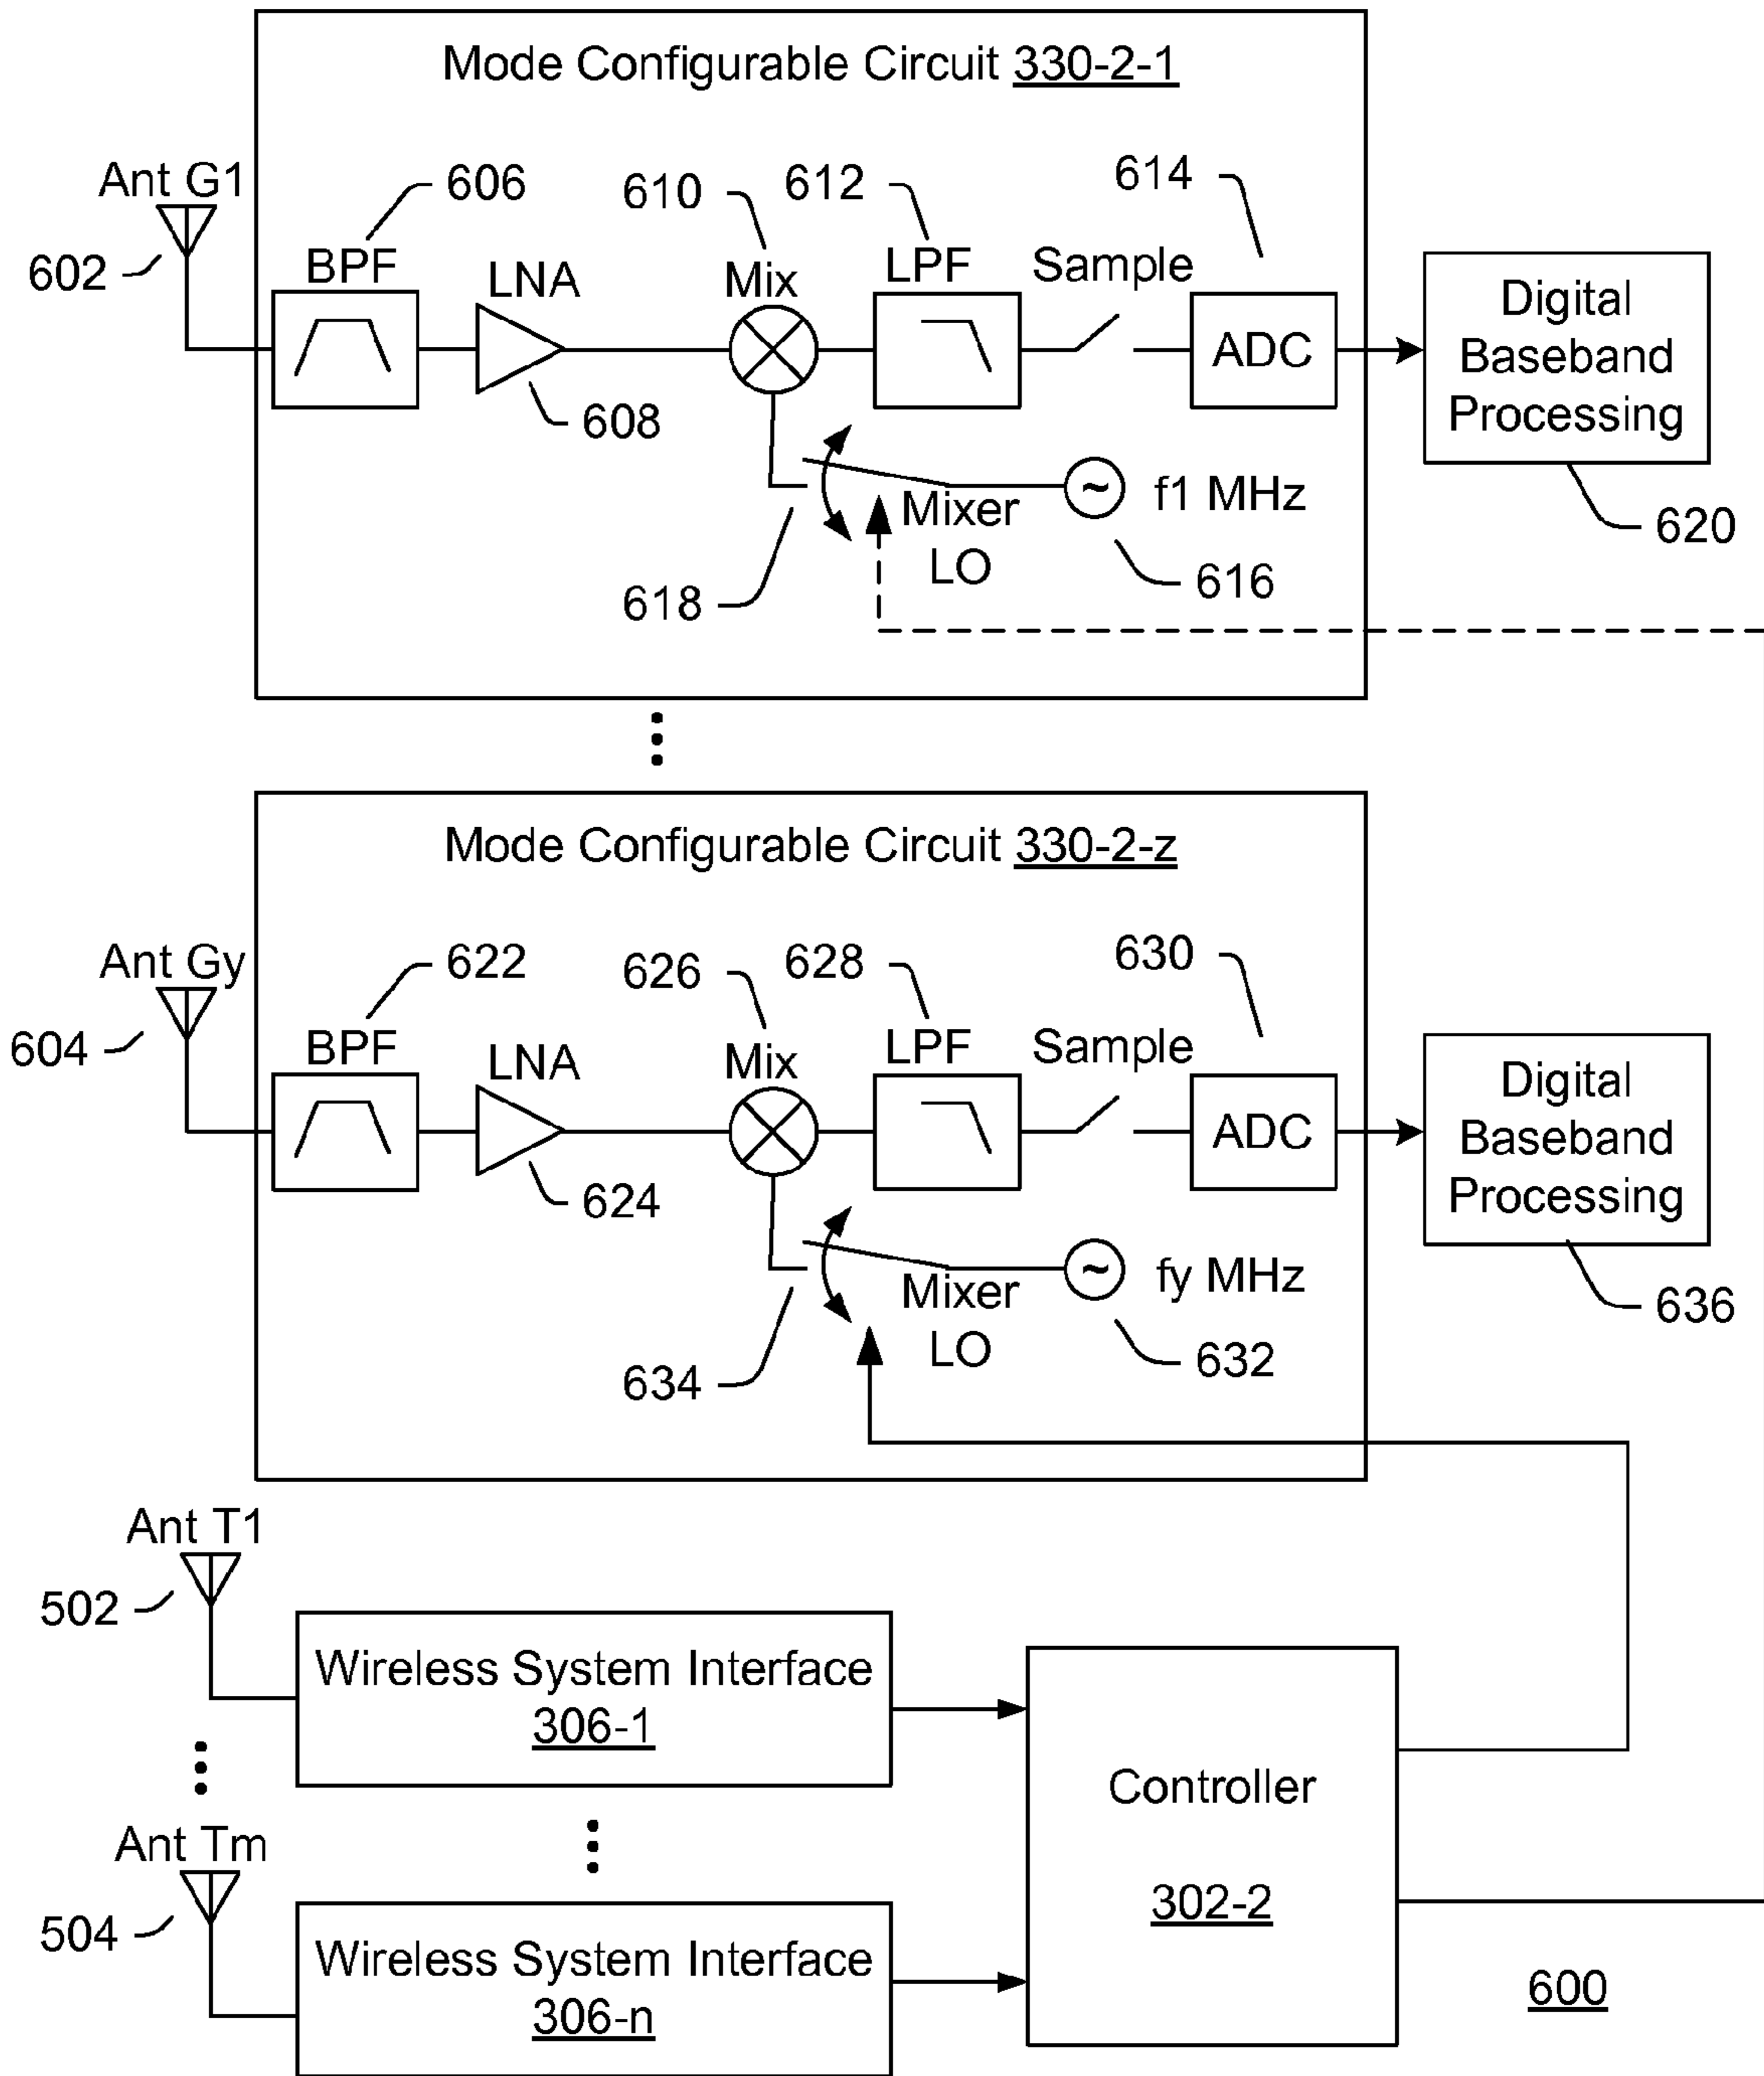 Mode Configurable Circuit 330-2-1
Ant G1
602
606
BPF
LNA
608
610
Mix
612
LPF
Sample
614
ADC
Digital
Baseband
Processing
620
618
Mixer
LO
~
f1 MHz
616
Mode Configurable Circuit 330-2-z
Ant Gy
604
622
BPF
LNA
624
626
Mix
628
LPF
Sample
630
ADC
Digital
Baseband
Processing
636
634
Mixer
LO
~
fy MHz
632
Ant T1
502
Wireless System Interface
306-1
Ant Tm
504
Wireless System Interface
306-n
Controller
302-2
600